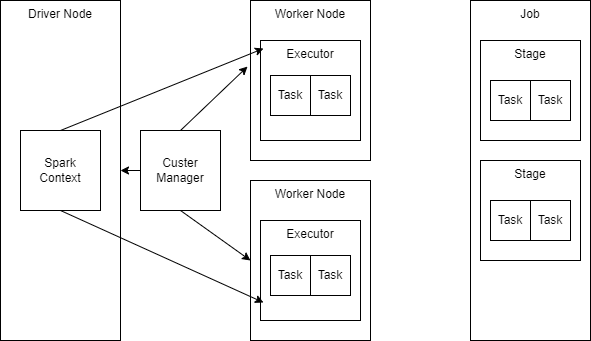 Driver Node
Spark
Context
Custer
Manager
Worker Node
Executor
Task Task
Worker Node
Executor
Task Task
Job
Stage
Task Task
Stage
Task Task